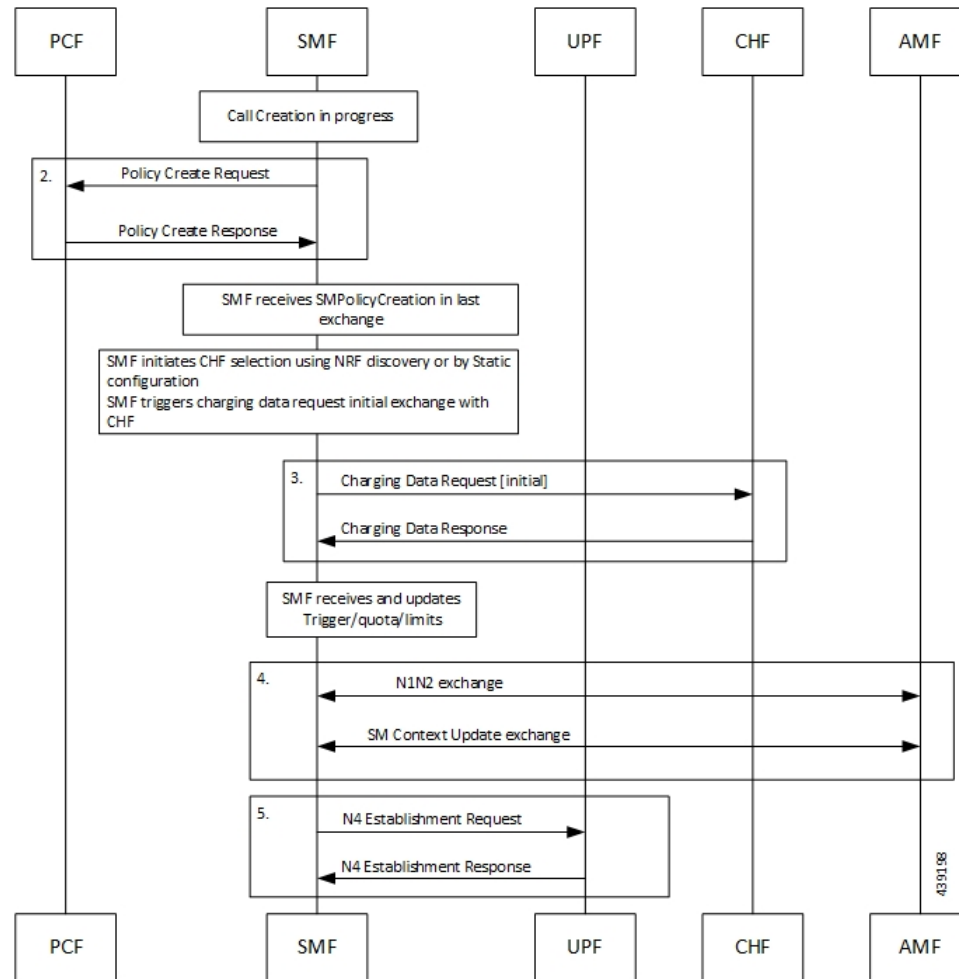 PCF
SMF
UPF
CHF
AMF
Call Creation in progress
2.
Policy Create Request
Policy Create Response
SMF receives SMPolicyCreation in last
exchange
SMF initiates CHF selection using NRF discovery or by Static
configuration
SMF triggers charging data request initial exchange with
CHF
3.
Charging Data Request [initial]
Charging Data Response
SMF receives and updates
Trigger/quota/limits
4.
N1N2 exchange
SM Context Update exchange
5.
N4 Establishment Request
N4 Establishment Response
439198
PCF
SMF
UPF
CHF
AMF